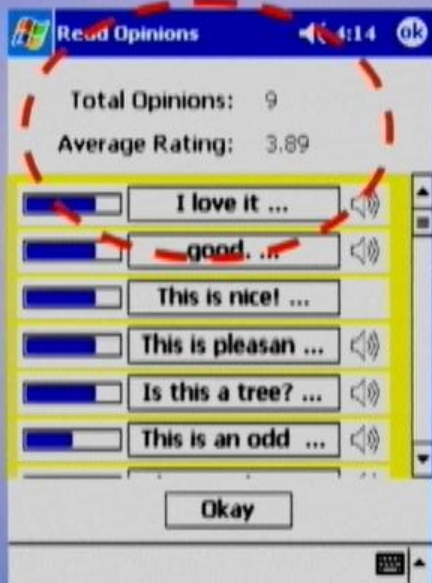 Read Opinions 4:14 ok
Total Opinions: 9
Average Rating: 3.89
I love it ...
good. ...
This is nice! ...
This is pleasan ...
Is this a tree? ...
This is an odd ...
Okay